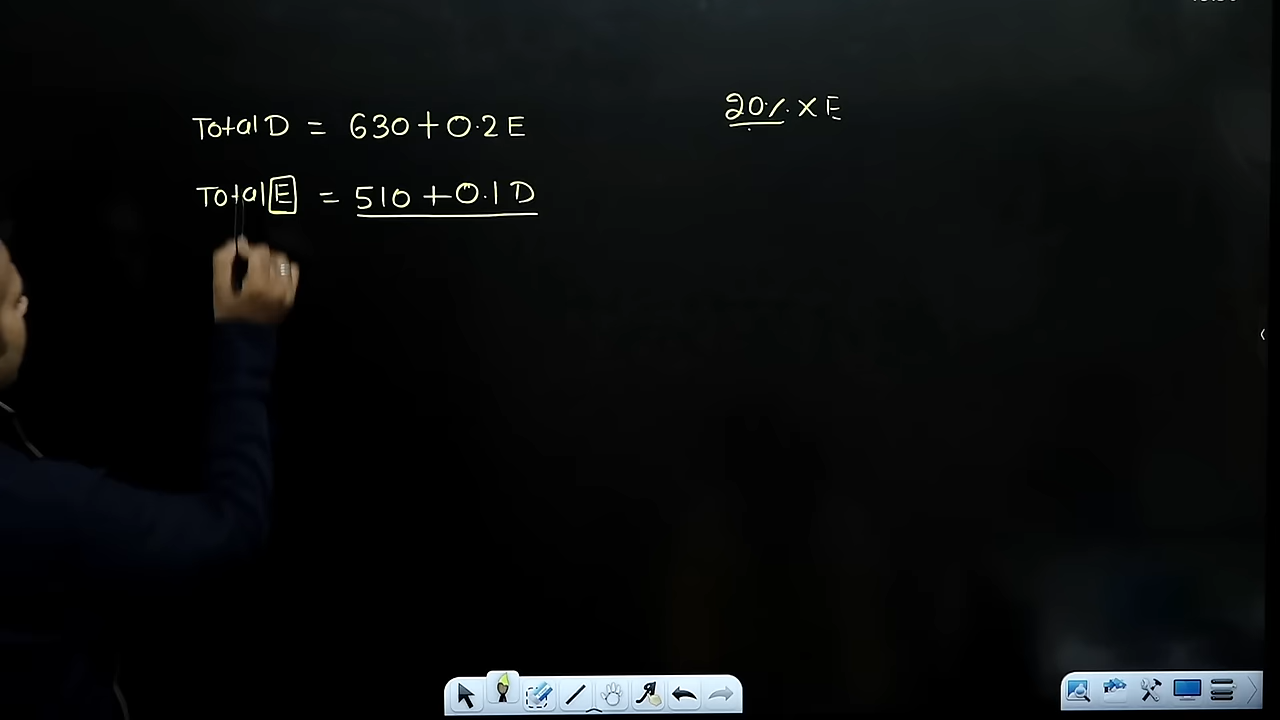 20% X E
Total D = 630 + 0.2 E
Total E = 510 + 0.1 D